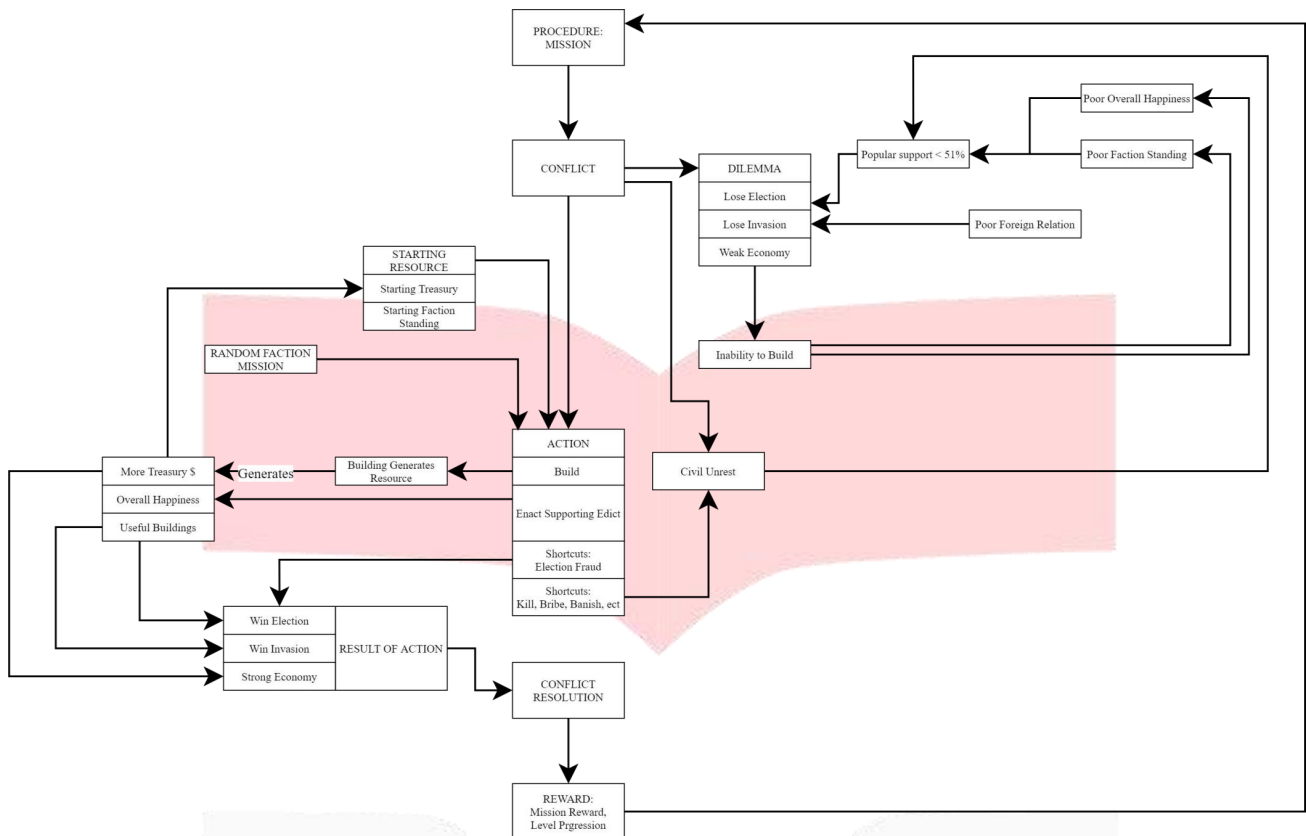 PROCEDURE:
MISSION
CONFLICT
DILEMMA
Lose Election
Lose Invasion
Weak Economy
Popular support < 51%
Poor Overall Happiness
Poor Faction Standing
Poor Foreign Relation
STARTING
RESOURCE
Starting Treasury
Starting Faction
Standing
RANDOM FACTION
MISSION
Inability to Build
ACTION
Build
Enact Supporting Edict
Shortcuts:
Election Fraud
Shortcuts:
Kill, Bribe, Banish, ect
Civil Unrest
Building Generates
Resource
Generates
More Treasury $
Overall Happiness
Useful Buildings
Win Election
Win Invasion
Strong Economy
RESULT OF ACTION
CONFLICT
RESOLUTION
REWARD:
Mission Reward,
Level Prgression